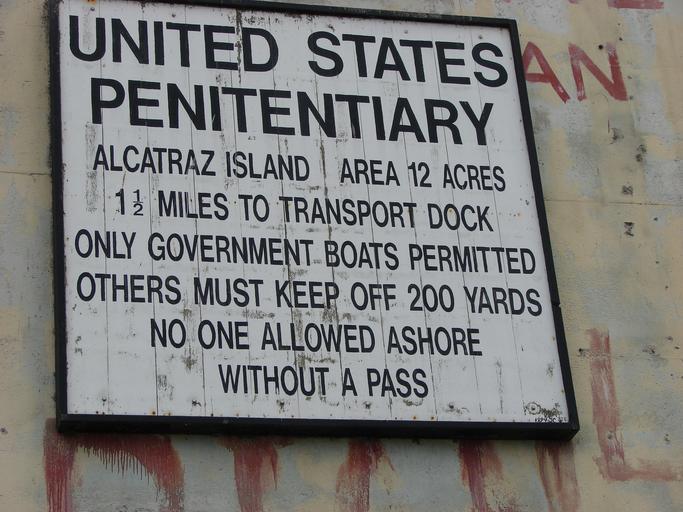 UNITED STATES
PENITENTIARY
ALCATRAZ ISLAND AREA 12 ACRES
1½ MILES TO TRANSPORT DOCK
ONLY GOVERNMENT BOATS PERMITTED
OTHERS MUST KEEP OFF 200 YARDS
NO ONE ALLOWED ASHORE
WITHOUT A PASS
AN